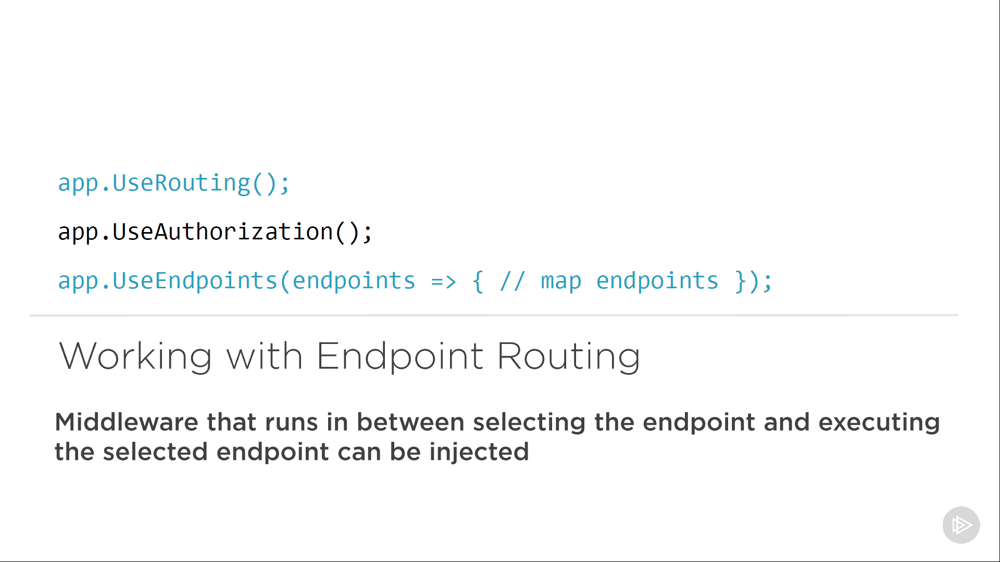 app.UseRouting();
app.UseAuthorization();
app.UseEndpoints(endpoints => { // map endpoints });
Working with Endpoint Routing
Middleware that runs in between selecting the endpoint and executing
the selected endpoint can be injected